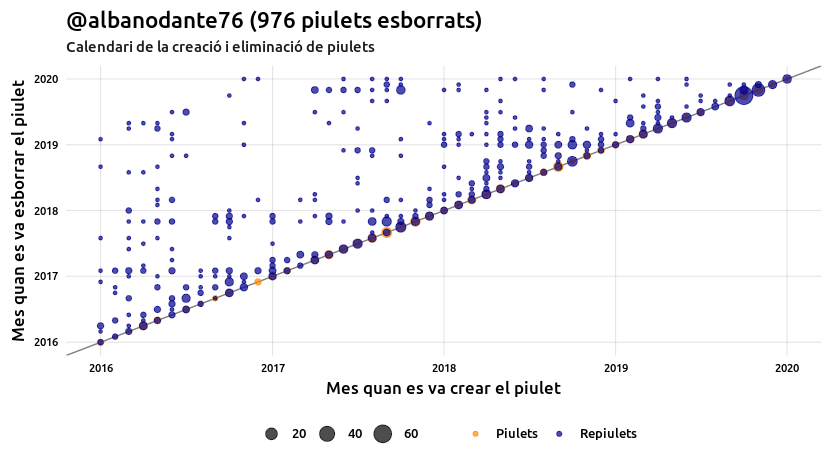 @albanodante76 (976 piulets esborrats)
Calendari de la creació i eliminació de piulets
Mes quan es va esborrar el piulet
2020
2019
2018
2017
2016
2016 2017 2018 2019 2020
Mes quan es va crear el piulet
20 40 60 Piulets Repiulets